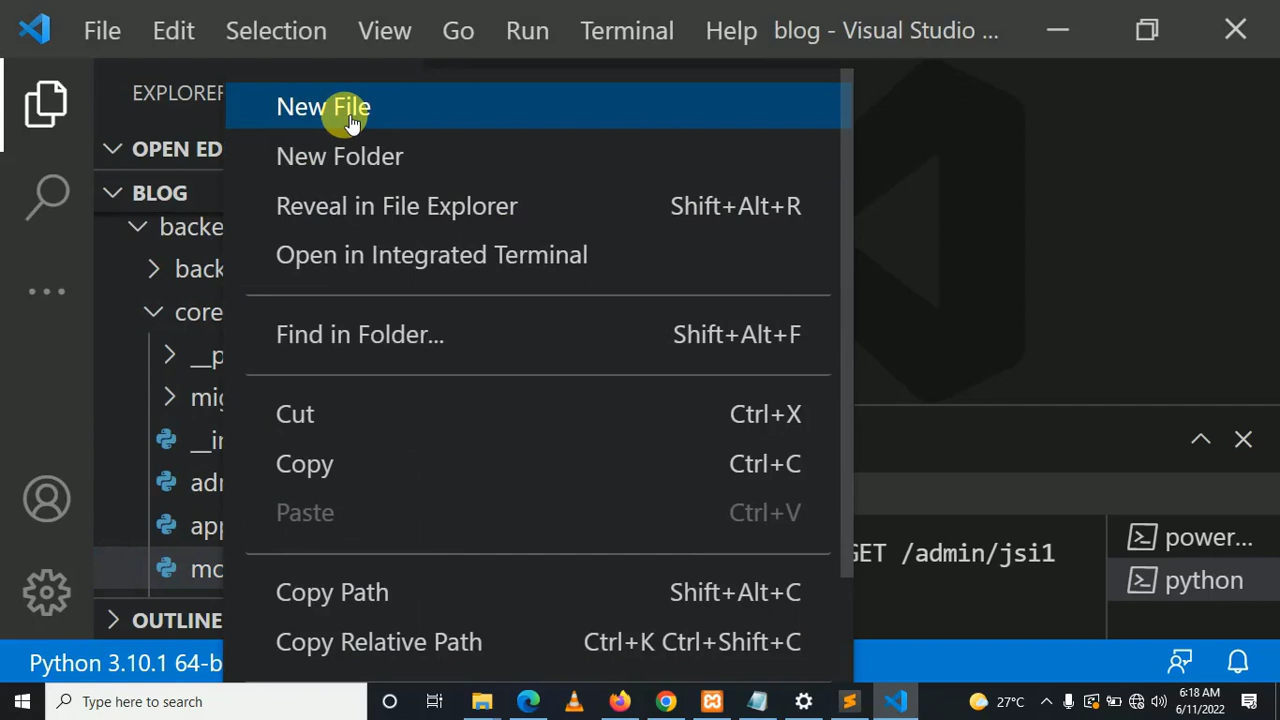 File Edit Selection View Go Run Terminal Help blog - Visual Studio ...
EXPLORER
OPEN ED
BLOG
backe
back
core
__p
mig
__in
adm
app
mo
OUTLINE
New File
New Folder
Reveal in File Explorer Shift+Alt+R
Open in Integrated Terminal
Find in Folder... Shift+Alt+F
Cut Ctrl+X
Copy Ctrl+C
Paste Ctrl+V
Copy Path Shift+Alt+C
Copy Relative Path Ctrl+K Ctrl+Shift+C
GET /admin/jsi1
power...
python
Python 3.10.1 64-b
Type here to search
27°C
6:18 AM
6/11/2022